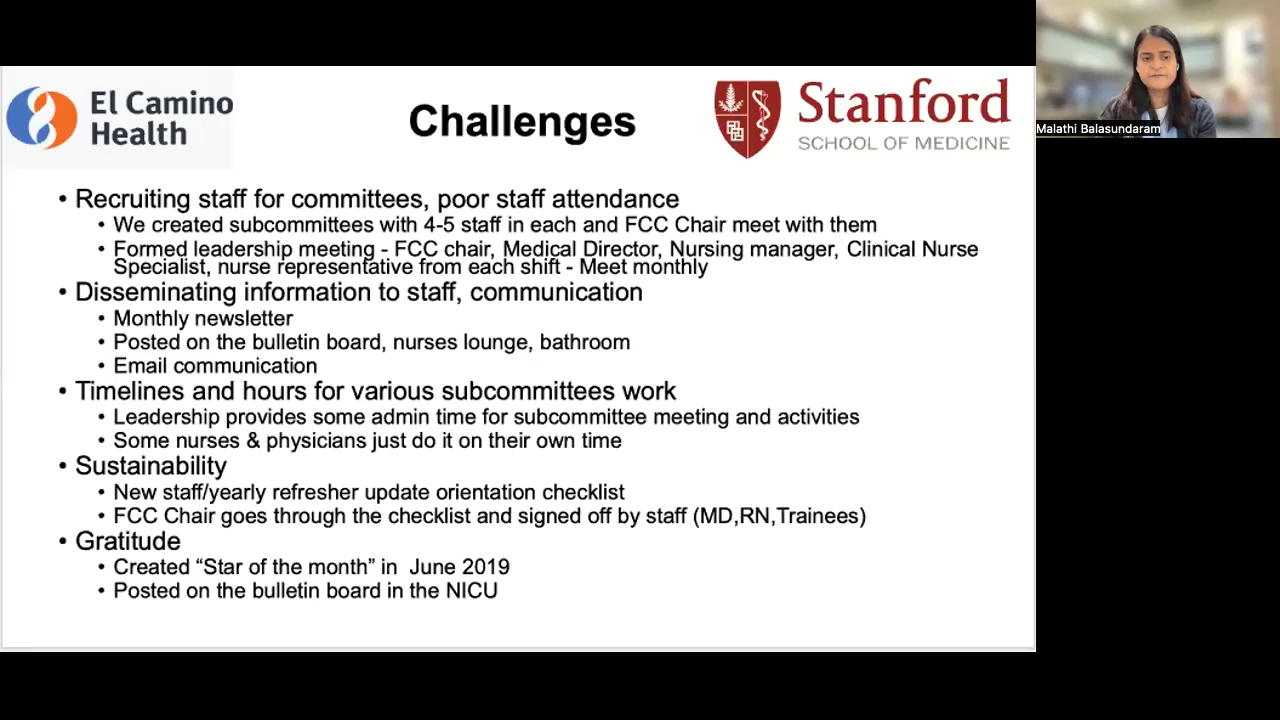 El Camino
Health
Challenges
Stanford
SCHOOL OF MEDICINE
Malathi Balasundaram
• Recruiting staff for committees, poor staff attendance
• We created subcommittees with 4-5 staff in each and FCC Chair meet with them
• Formed leadership meeting - FCC chair, Medical Director, Nursing manager, Clinical Nurse
Specialist, nurse representative from each shift - Meet monthly
• Disseminating information to staff, communication
• Monthly newsletter
• Posted on the bulletin board, nurses lounge, bathroom
• Email communication
• Timelines and hours for various subcommittees work
• Leadership provides some admin time for subcommittee meeting and activities
• Some nurses & physicians just do it on their own time
• Sustainability
• New staff/yearly refresher update orientation checklist
• FCC Chair goes through the checklist and signed off by staff (MD,RN,Trainees)
• Gratitude
• Created “Star of the month” in  June 2019
• Posted on the bulletin board in the NICU